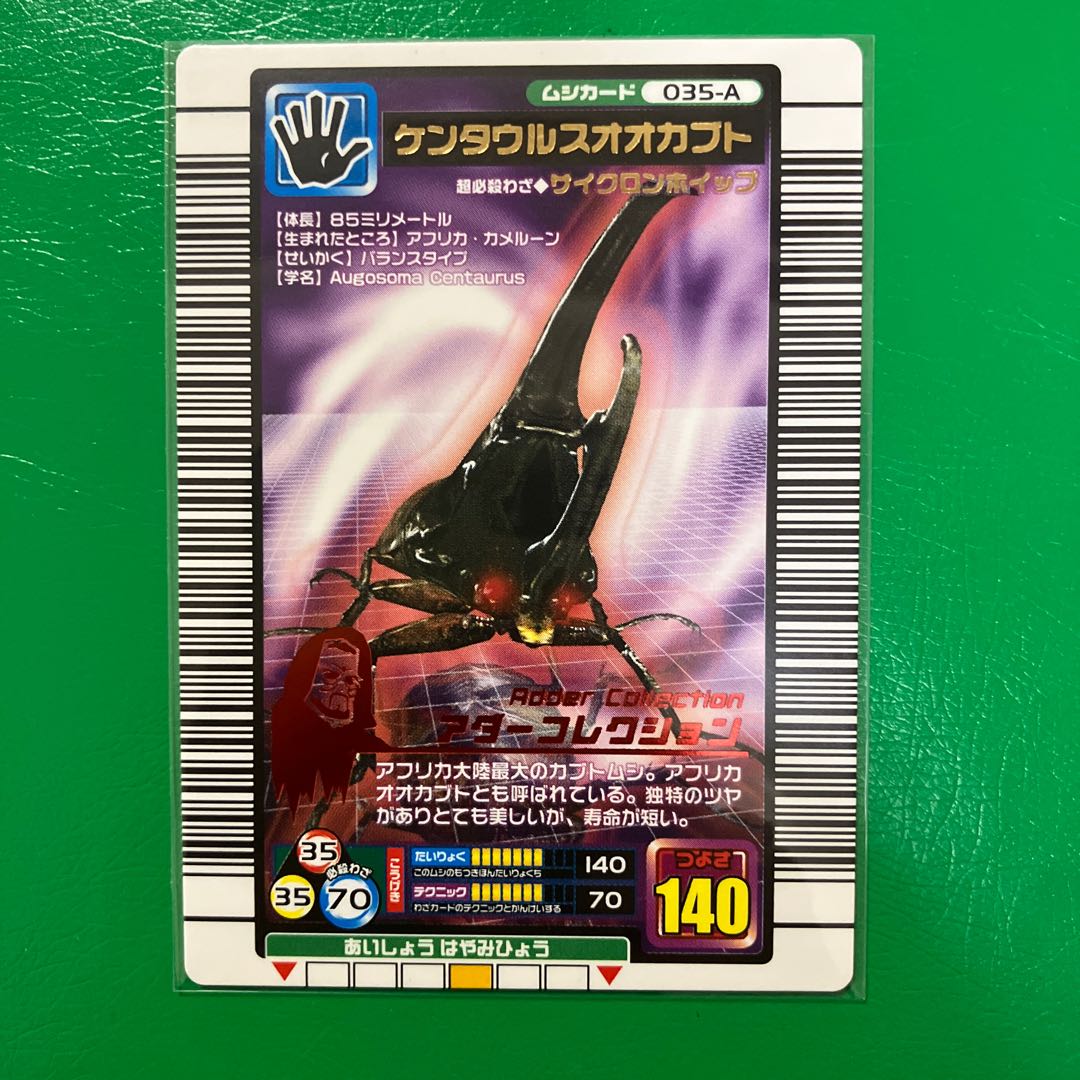 ムシカード 035-A
ケンタウルスオオカブト
超必殺わざ◆サイクロンホイップ
【体長】85ミリメートル
【生まれたところ】アフリカ・カメルーン
【せいかく】バランスタイプ
【学名】Augosoma Centaurus
Adder Collection
アダーコレクション
アフリカ大陸最大のカブトムシ。アフリカ
オオカブトとも呼ばれている。独特のツヤ
がありとても美しいが、寿命が短い。
35
必殺わざ
35
70
こうげき
たいりょく 140
このムシのもつきほんたいりょくち
テクニック 70
わざカードのテクニックとかんけいする
つよさ
140
あいしょう はやみひょう